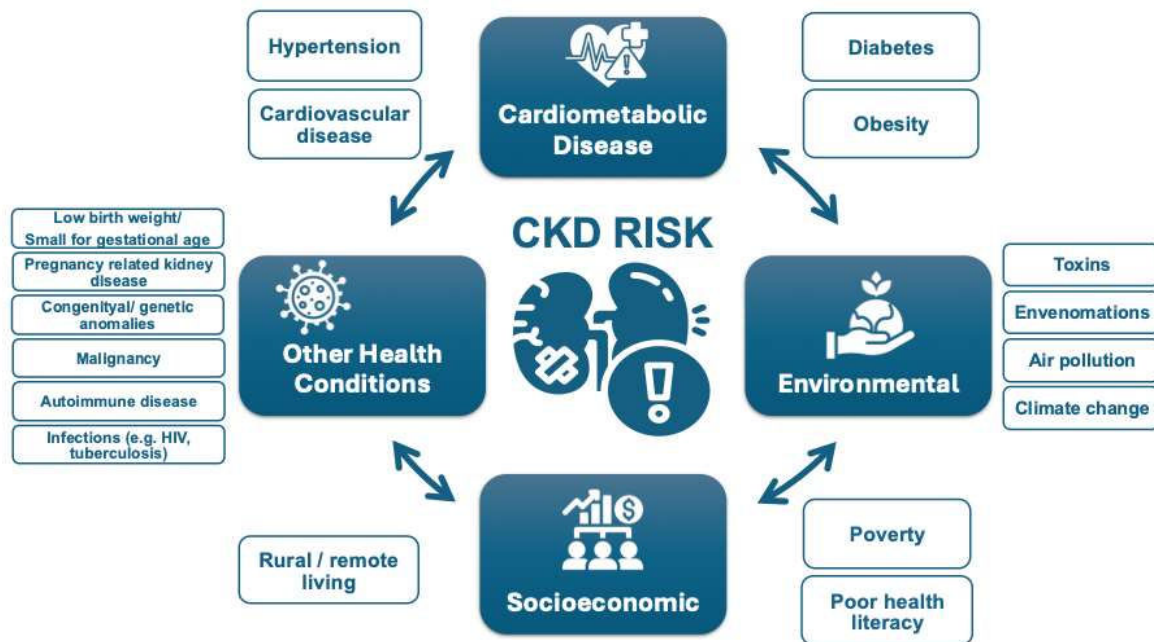 Hypertension
Cardiovascular
disease
Cardiometabolic
Disease
Diabetes
Obesity
Low birth weight/
Small for gestational age
Pregnancy related kidney
disease
Congenityal/ genetic
anomalies
Malignancy
Autoimmune disease
Infections (e.g. HIV,
tuberculosis)
Other Health
Conditions
CKD RISK
Environmental
Toxins
Envenomations
Air pollution
Climate change
Rural / remote
living
$
Socioeconomic
Poverty
Poor health
literacy